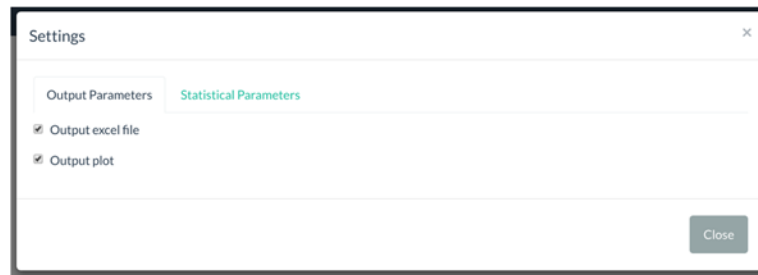 Settings
×
Output Parameters Statistical Parameters
Output excel file
Output plot
Close